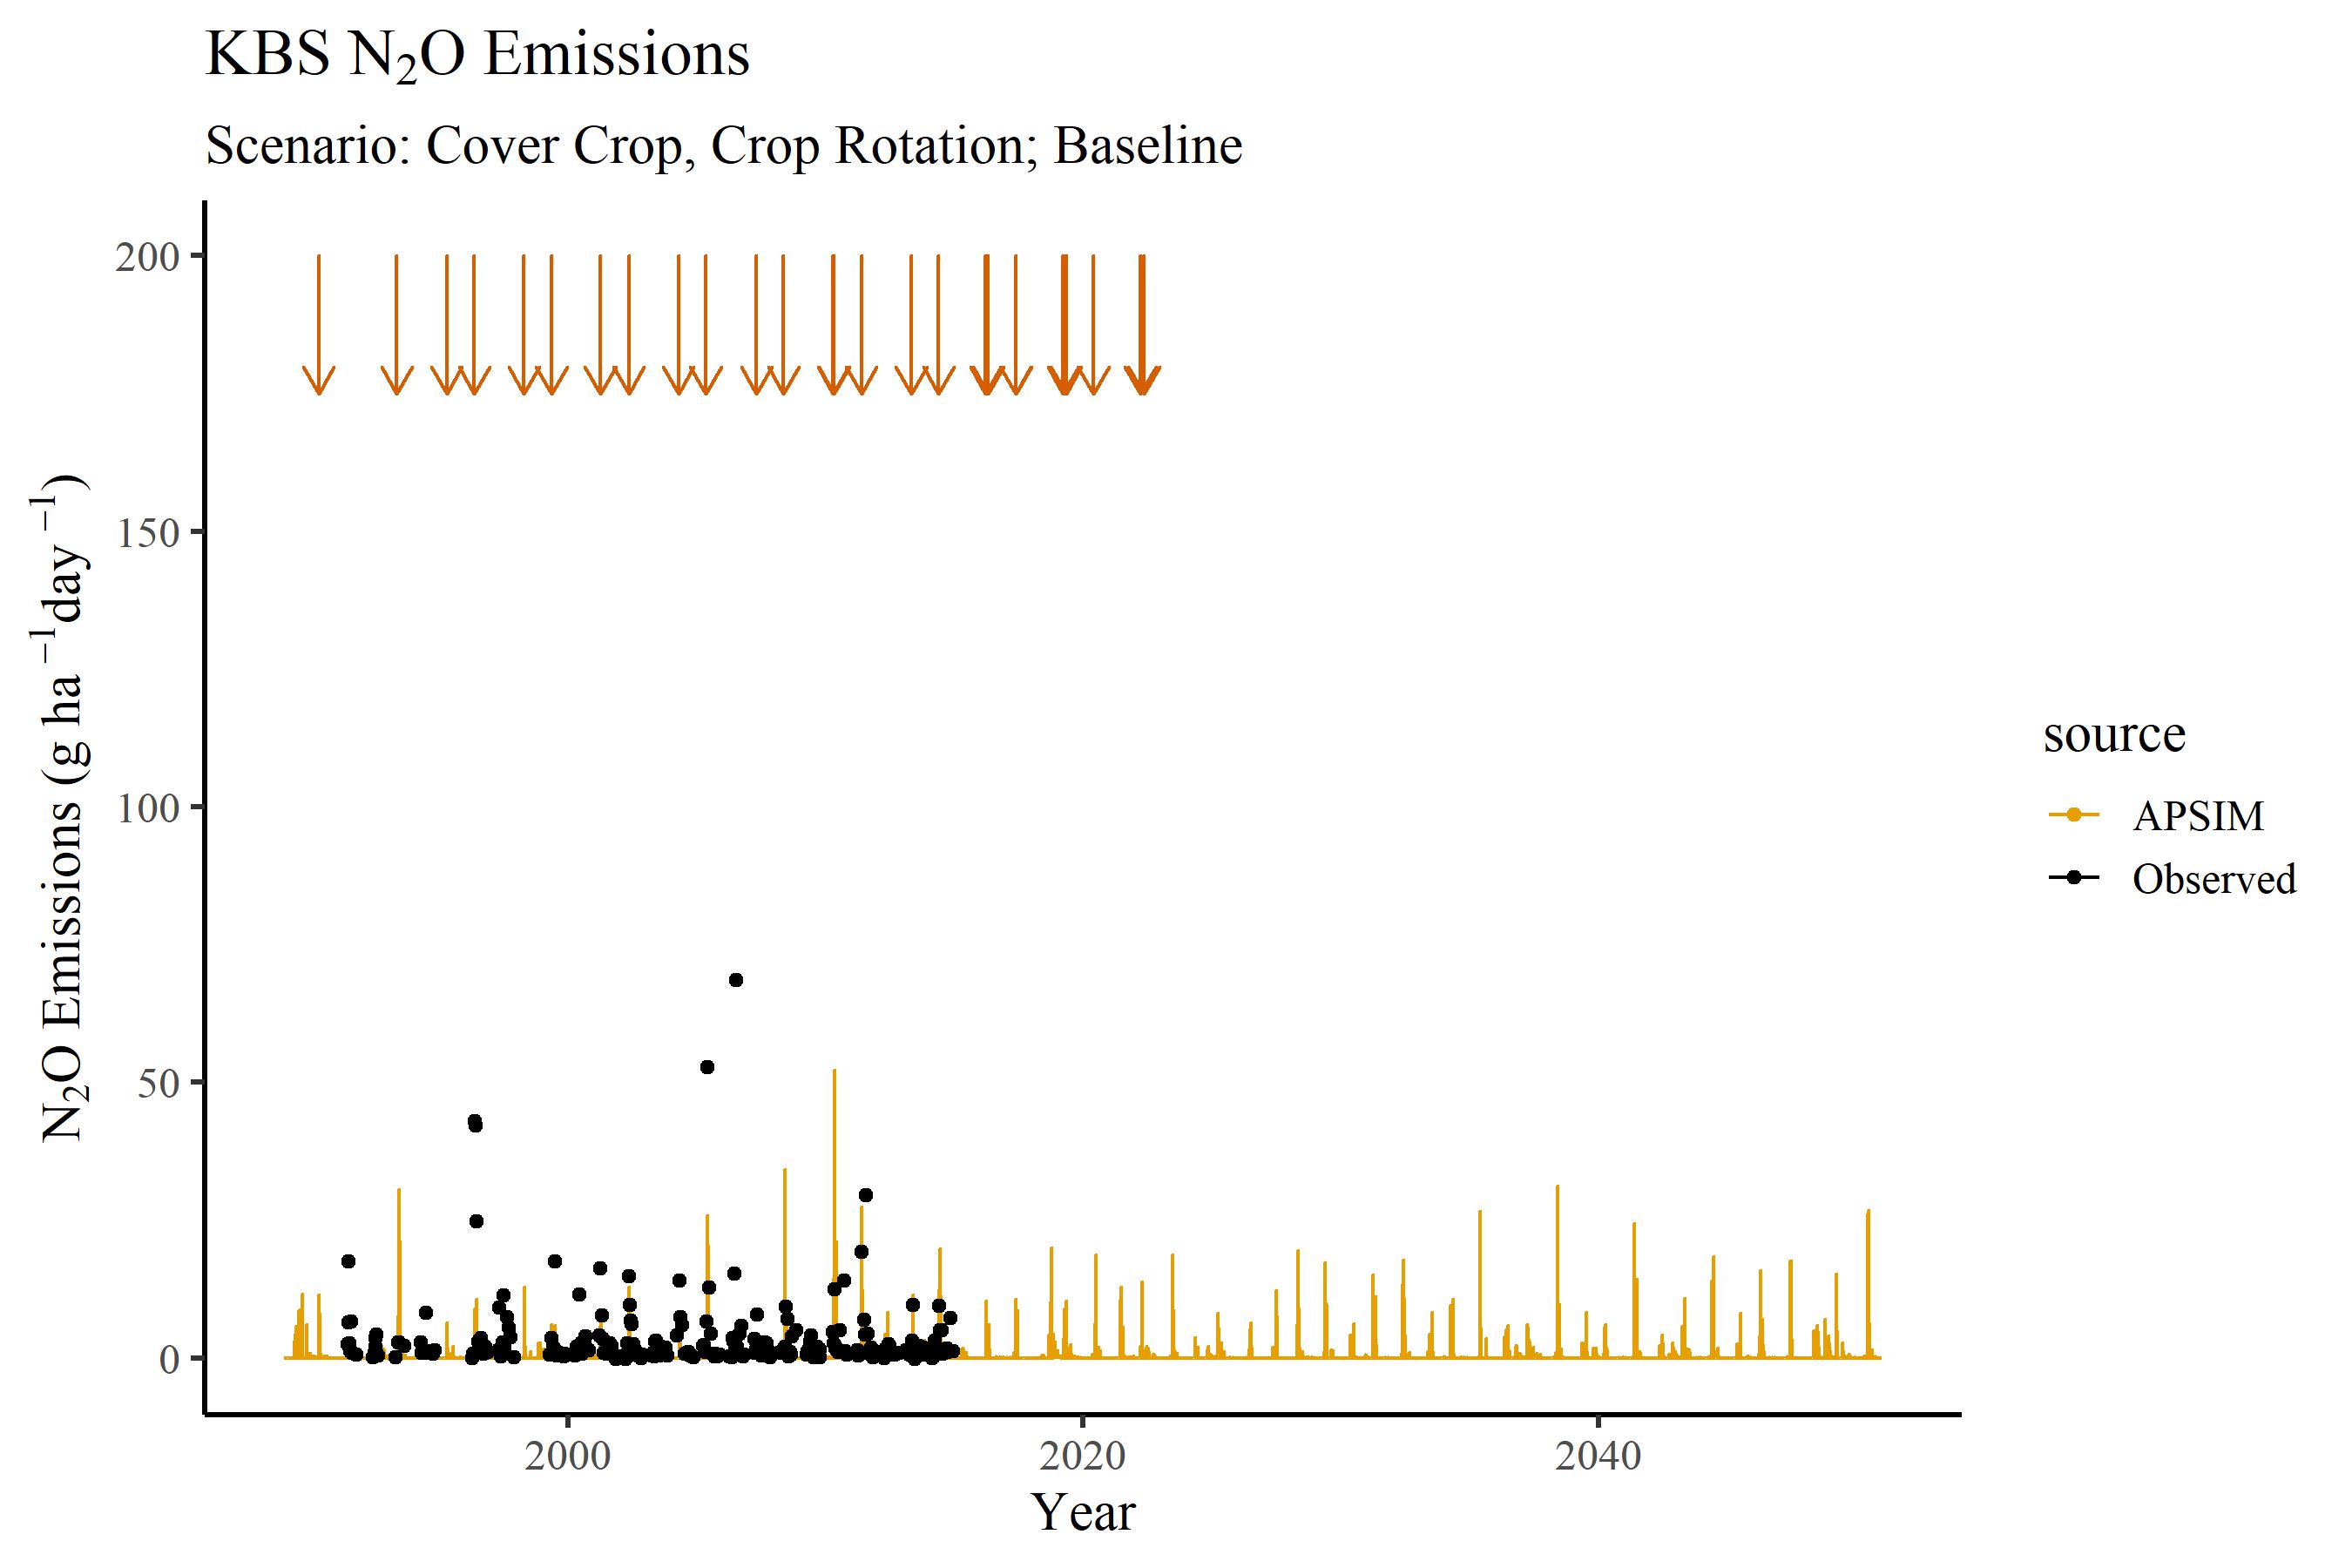 KBS N₂O Emissions
Scenario: Cover Crop, Crop Rotation; Baseline
N₂O Emissions (g ha ⁻¹day ⁻¹)
200
150
100
50
0
2000
2020
2040
Year
source
APSIM
Observed